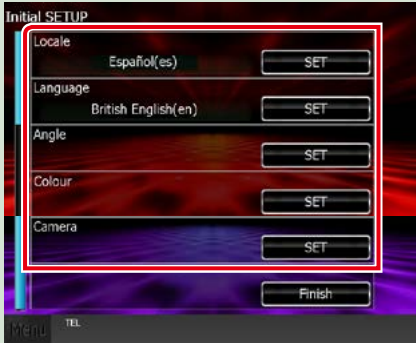 Initial SETUP
Locale
Español(es) SET
Language
British English(en) SET
Angle
SET
Colour
SET
Camera
SET
Finish
Menu TEL